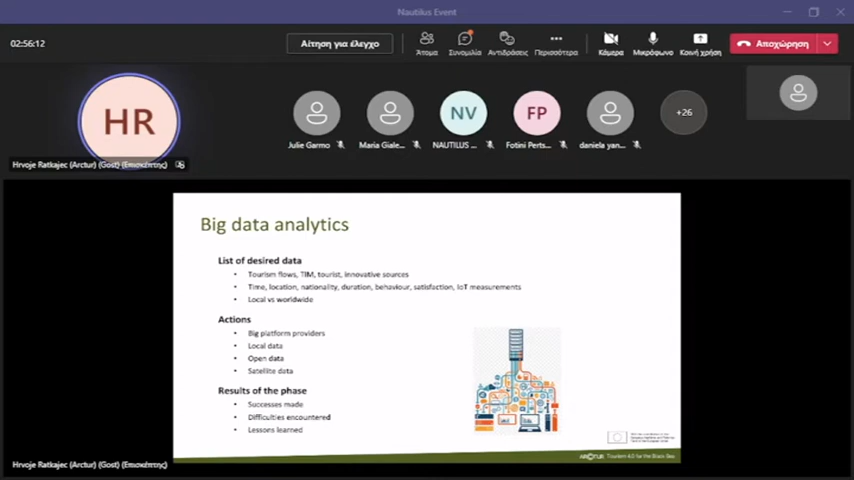 Nautilus Event
02:56:12
Αίτηση για έλεγχο
Άτομα
Συνομιλία
Αντιδράσεις
Περισσότερα
Κάμερα
Μικρόφωνο
Κοινή χρήση
Αποχώρηση
HR
NV
FP
+26
Julie Garmo
Maria Giale...
NAUTILUS ...
Fotini Perts...
daniela yan...
Hrvoje Ratkajec (Arctur) (Gost) (Επισκέπτης)
Big data analytics
List of desired data
• Tourism flows, TIM, tourist, innovative sources
• Time, location, nationality, duration, behaviour, satisfaction, IoT measurements
• Local vs worldwide
Actions
• Big platform providers
• Local data
• Open data
• Satellite data
Results of the phase
• Successes made
• Difficulties encountered
• Lessons learned
ARCTUR Tourism 4.0 for the Black Sea
Hrvoje Ratkajec (Arctur) (Gost) (Επισκέπτης)